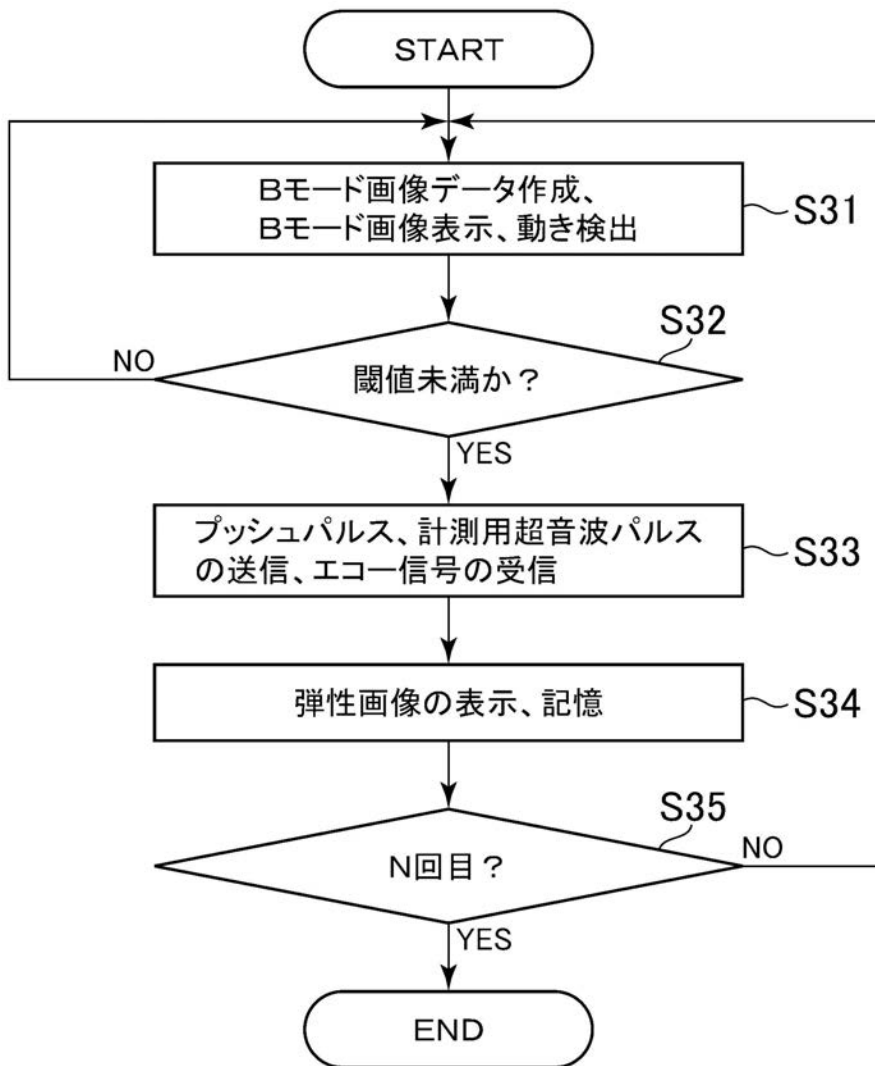 START
Bモード画像データ作成、
Bモード画像表示、動き検出
S31
S32
閾値未満か？
NO
YES
プッシュパルス、計測用超音波パルス
の送信、エコー信号の受信
S33
弾性画像の表示、記憶
S34
S35
N回目？
NO
YES
END